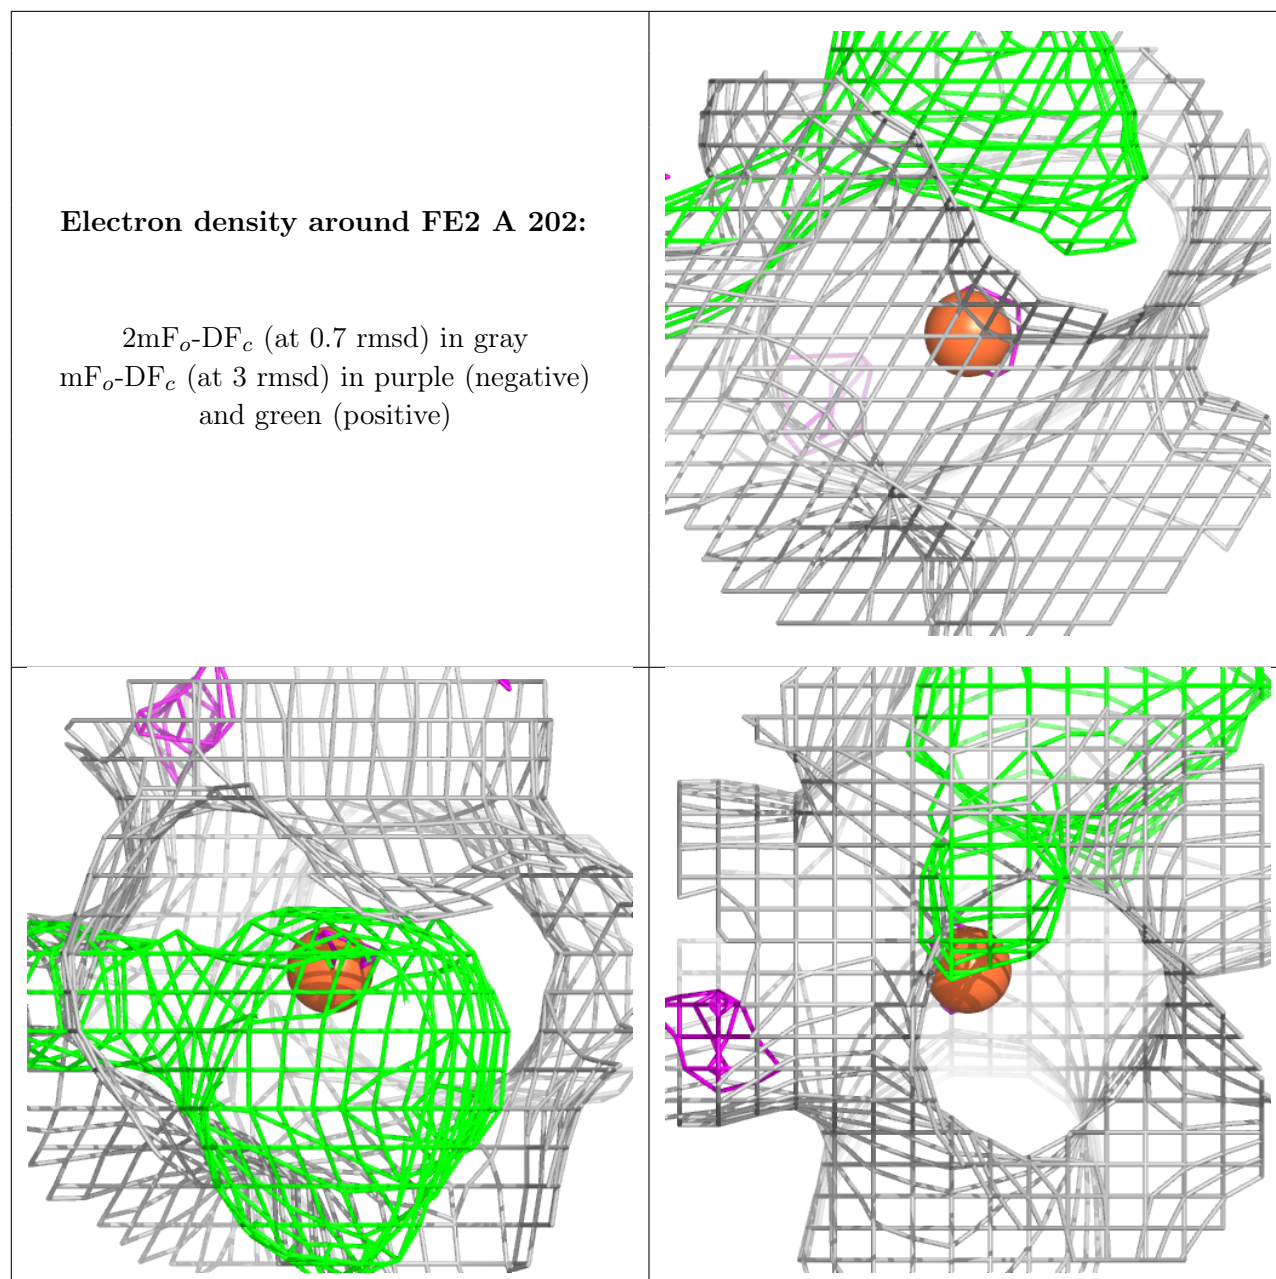 Electron density around FE2 A 202:
2mFo-DFc (at 0.7 rmsd) in gray
mFo-DFc (at 3 rmsd) in purple (negative)
and green (positive)